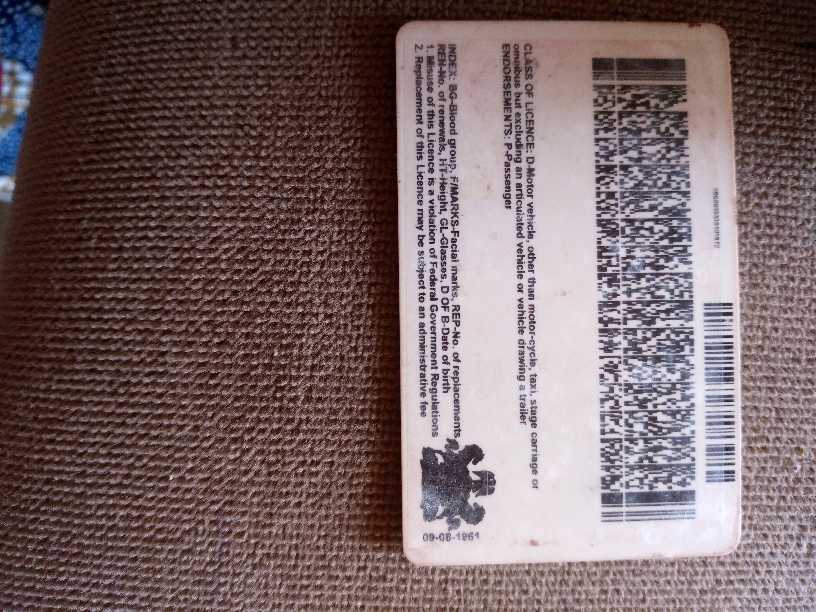 CLASS OF LICENCE: D-Motor vehicle, other than motor-cycle, taxi, stage carriage or
omnibus but excluding an articulated vehicle or vehicle drawing a trailer
ENDORSEMENTS: P-Passenger
INDEX: BG-Blood group, F/MARKS-Facial marks, REP-No. of replacements
REN-No. of renewals, HT-Height, GL-Glasses, D OF B-Date of birth
1. Misuse of this Licence is a violation of Federal Government Regulations
2. Replacement of this Licence may be subject to an administrative fee
09-08-1961